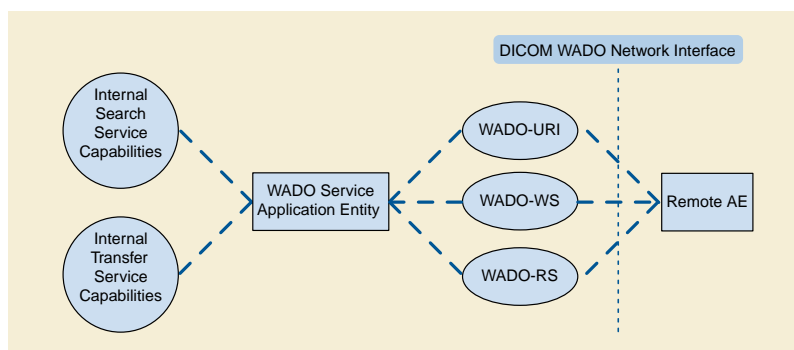 DICOM WADO Network Interface
Internal
Search
Service
Capabilities
WADO-URI
WADO Service
Application Entity
WADO-WS
Remote AE
Internal
Transfer
Service
Capabilities
WADO-RS